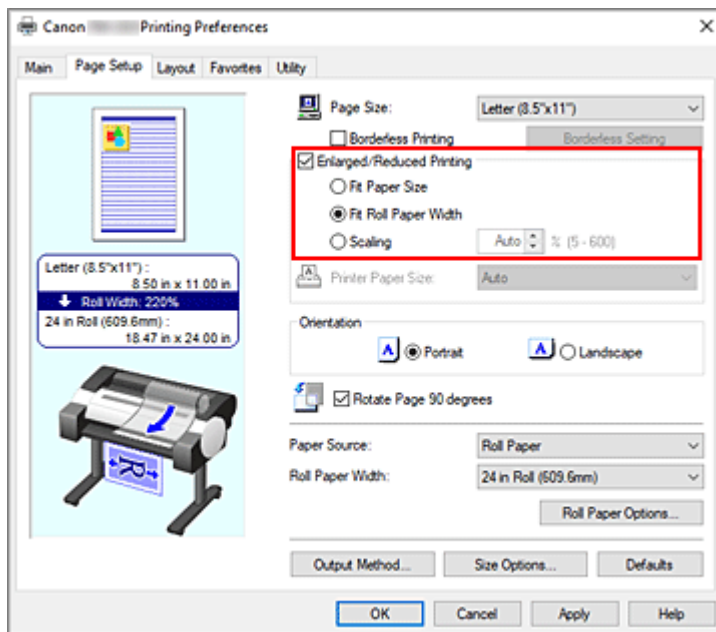 Canon Printing Preferences
Main Page Setup Layout Favorites Utility
Page Size: Letter (8.5"x11")
Borderless Printing Borderless Setting
Enlarged/Reduced Printing
Fit Paper Size
Fit Roll Paper Width
Scaling Auto % (5 - 600)
Printer Paper Size: Auto
Letter (8.5"x11") :
8.50 in x 11.00 in
Roll Width: 220%
24 in Roll (609.6mm) :
18.47 in x 24.00 in
Orientation
A Portrait A Landscape
Rotate Page 90 degrees
Paper Source: Roll Paper
Roll Paper Width: 24 in Roll (609.6mm)
Roll Paper Options...
R
Output Method... Size Options... Defaults
OK Cancel Apply Help